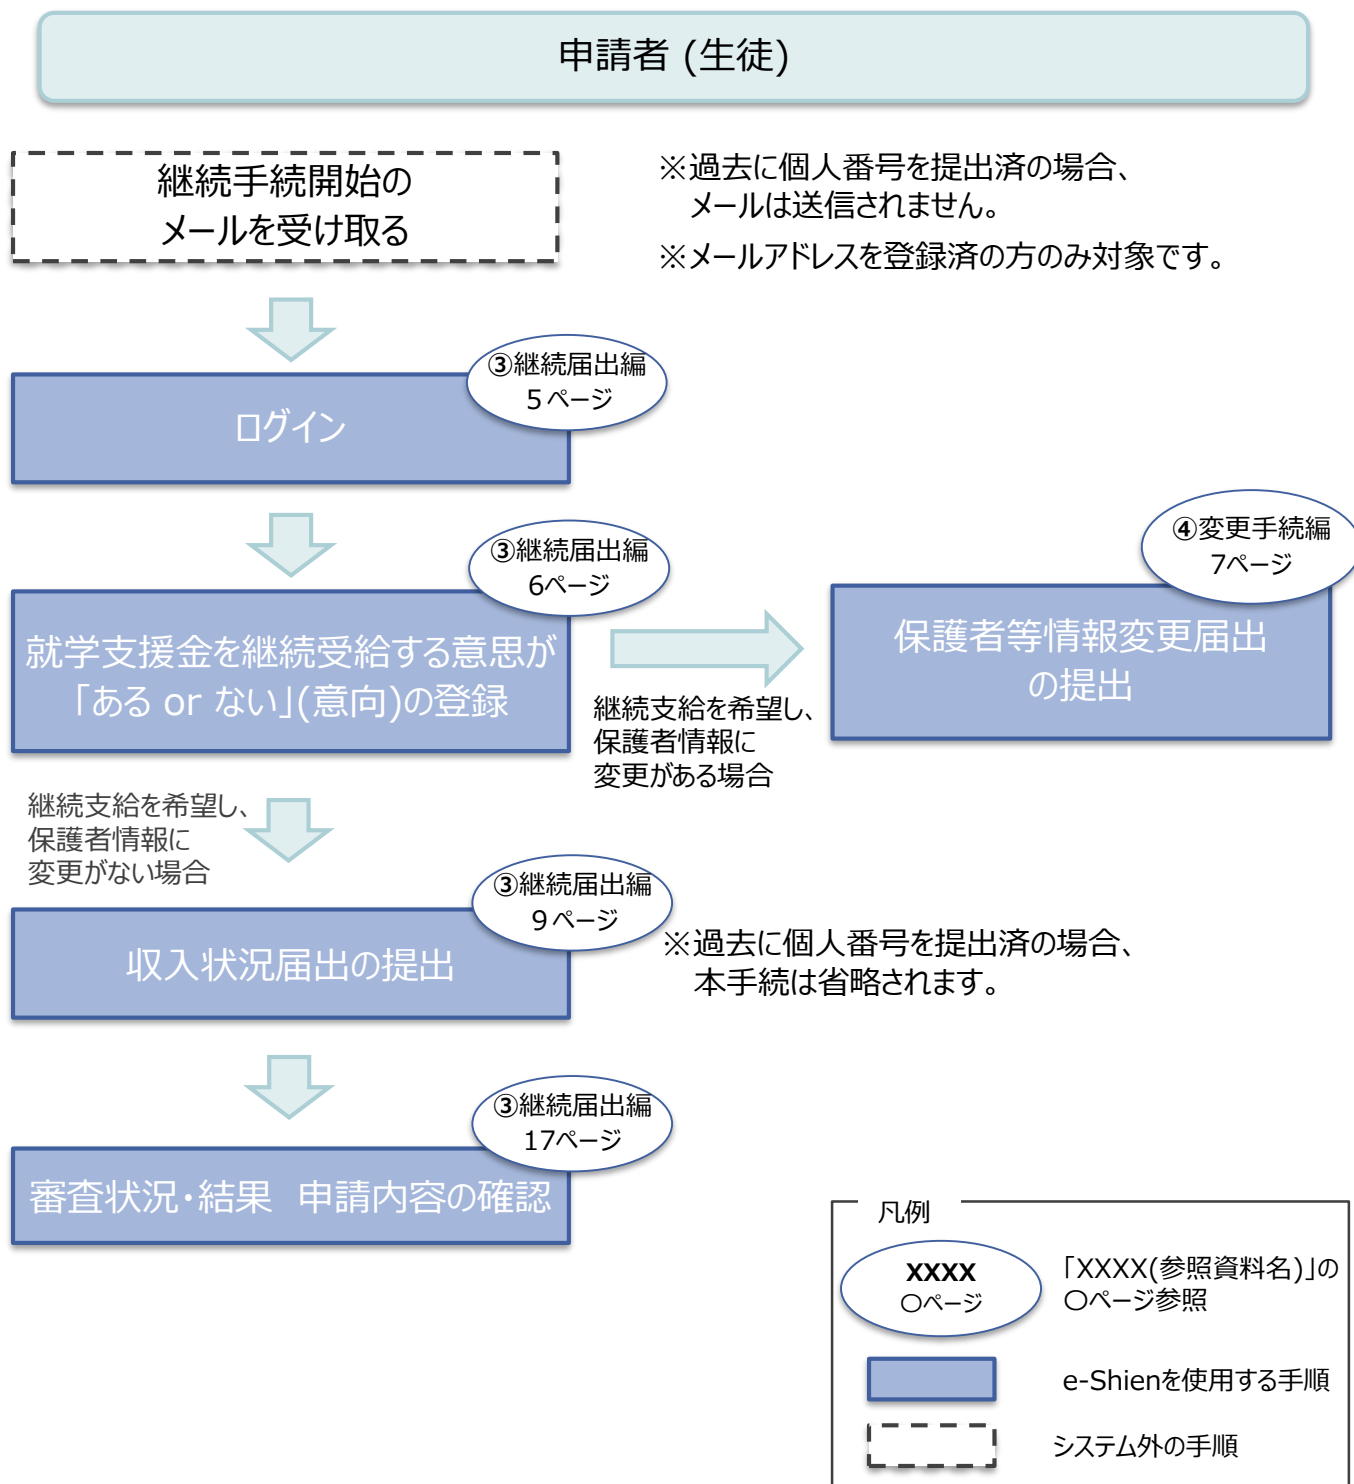 申請者 (生徒)
継続手続開始の
メールを受け取る
※過去に個人番号を提出済の場合、
メールは送信されません。
※メールアドレスを登録済の方のみ対象です。
③継続届出編
５ページ
ログイン
③継続届出編
6ページ
就学支援金を継続受給する意思が
「ある or ない」(意向)の登録
継続支給を希望し、
保護者情報に
変更がある場合
④変更手続編
7ページ
保護者等情報変更届出
の提出
継続支給を希望し、
保護者情報に
変更がない場合
③継続届出編
９ページ
収入状況届出の提出
※過去に個人番号を提出済の場合、
本手続は省略されます。
③継続届出編
17ページ
審査状況・結果　申請内容の確認
凡例
XXXX
〇ページ
「XXXX(参照資料名)」の
〇ページ参照
e-Shienを使用する手順
システム外の手順